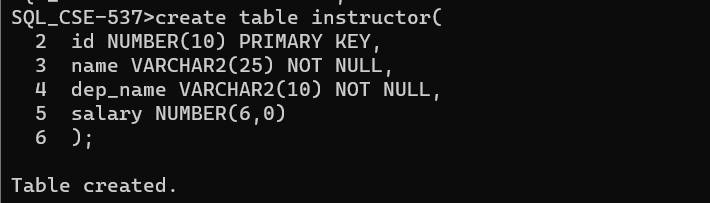 SQL_CSE-537>create table instructor(
2 id NUMBER(10) PRIMARY KEY,
3 name VARCHAR2(25) NOT NULL,
4 dep_name VARCHAR2(10) NOT NULL,
5 salary NUMBER(6,0)
6 );
Table created.